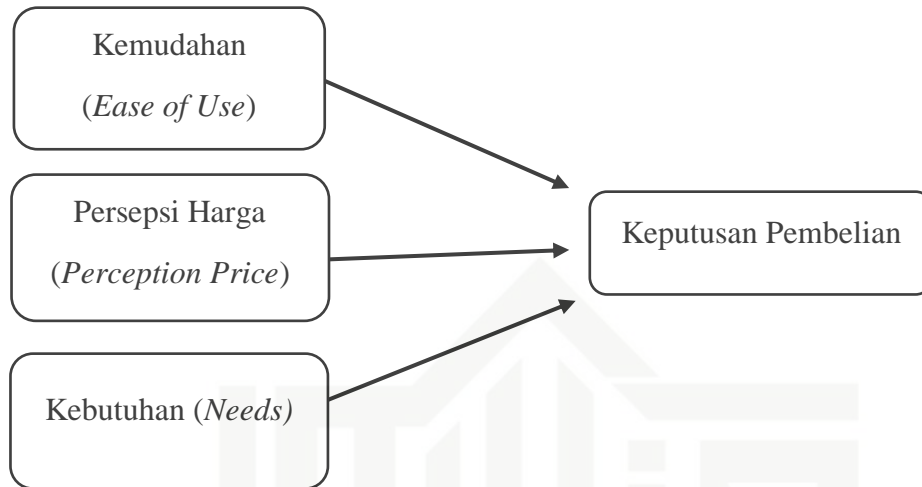 Kemudahan
(Ease of Use)
Persepsi Harga
(Perception Price)
Kebutuhan (Needs)
Keputusan Pembelian